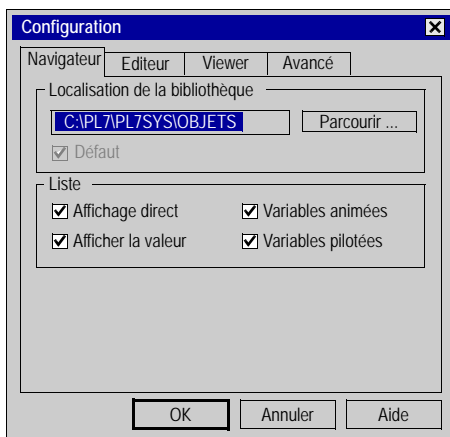 Configuration
Navigateur Editeur Viewer Avancé
Localisation de la bibliothèque
C:\PL7\PL7SYS\OBJETS Parcourir ...
Défaut
Liste
Affichage direct Variables animées
Afficher la valeur Variables pilotées
OK Annuler Aide